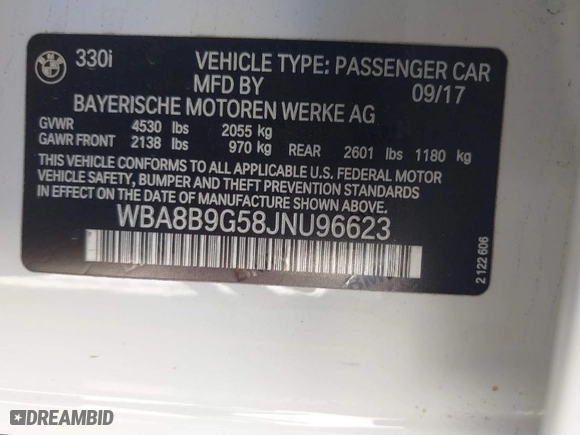 330i VEHICLE TYPE: PASSENGER CAR
MFD BY 09/17
BAYERISCHE MOTOREN WERKE AG
GVWR 4530 lbs 2055 kg
GAWR FRONT 2138 lbs 970 kg REAR 2601 lbs 1180 kg
THIS VEHICLE CONFORMS TO ALL APPLICABLE U.S. FEDERAL MOTOR
VEHICLE SAFETY, BUMPER AND THEFT PREVENTION STANDARDS
IN EFFECT ON THE DATE OF MANUFACTURE SHOWN ABOVE.
WBA8B9G58JNU96623
BMW
2 122 606
DREAMBID